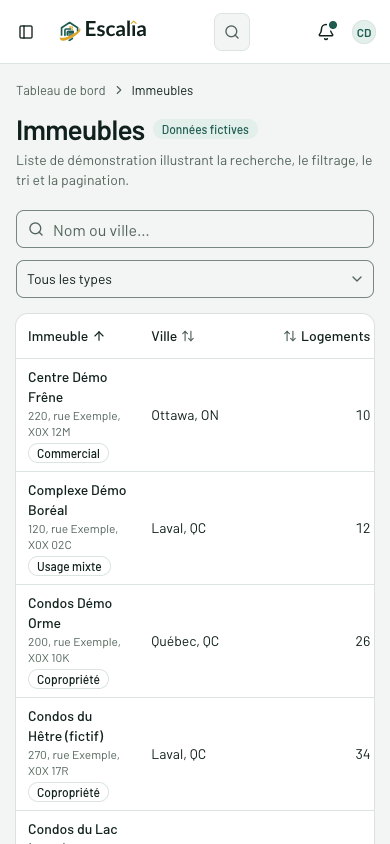 Escalia
CD
Tableau de bord > Immeubles
Immeubles
Données fictives
Liste de démonstration illustrant la recherche, le filtrage, le
tri et la pagination.
Nom ou ville...
Tous les types
Immeuble ↑ Ville ↑↓ ↑↓ Logements
Centre Démo
Frêne
220, rue Exemple,
X0X 12M
Commercial
Ottawa, ON
10
Complexe Démo
Boréal
120, rue Exemple,
X0X 02C
Usage mixte
Laval, QC
12
Condos Démo
Orme
200, rue Exemple,
X0X 10K
Copropriété
Québec, QC
26
Condos du
Hêtre (fictif)
270, rue Exemple,
X0X 17R
Copropriété
Laval, QC
34
Condos du Lac